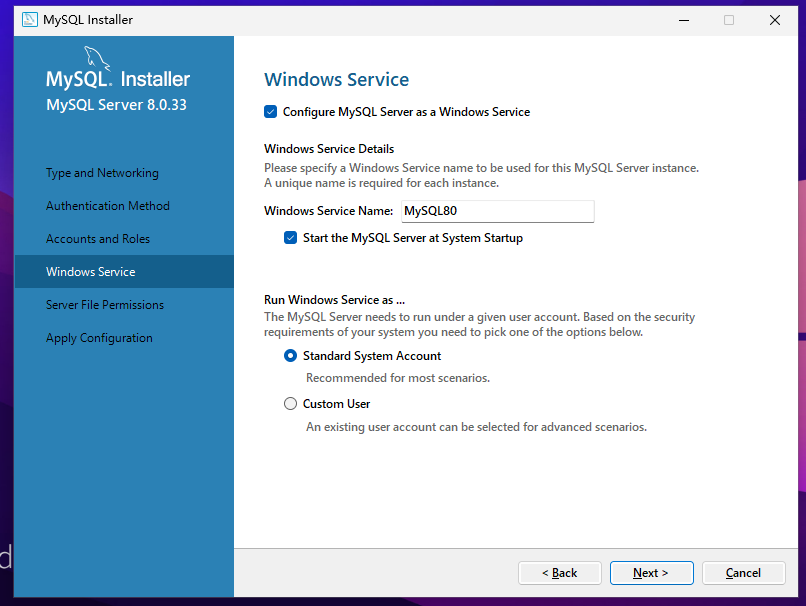 MySQL Installer
MySQL. Installer
MySQL Server 8.0.33
Type and Networking
Authentication Method
Accounts and Roles
Windows Service
Server File Permissions
Apply Configuration
Windows Service
Configure MySQL Server as a Windows Service
Windows Service Details
Please specify a Windows Service name to be used for this MySQL Server instance.
A unique name is required for each instance.
Windows Service Name: MySQL80
Start the MySQL Server at System Startup
Run Windows Service as ...
The MySQL Server needs to run under a given user account. Based on the security
requirements of your system you need to pick one of the options below.
Standard System Account
Recommended for most scenarios.
Custom User
An existing user account can be selected for advanced scenarios.
d
< Back Next > Cancel